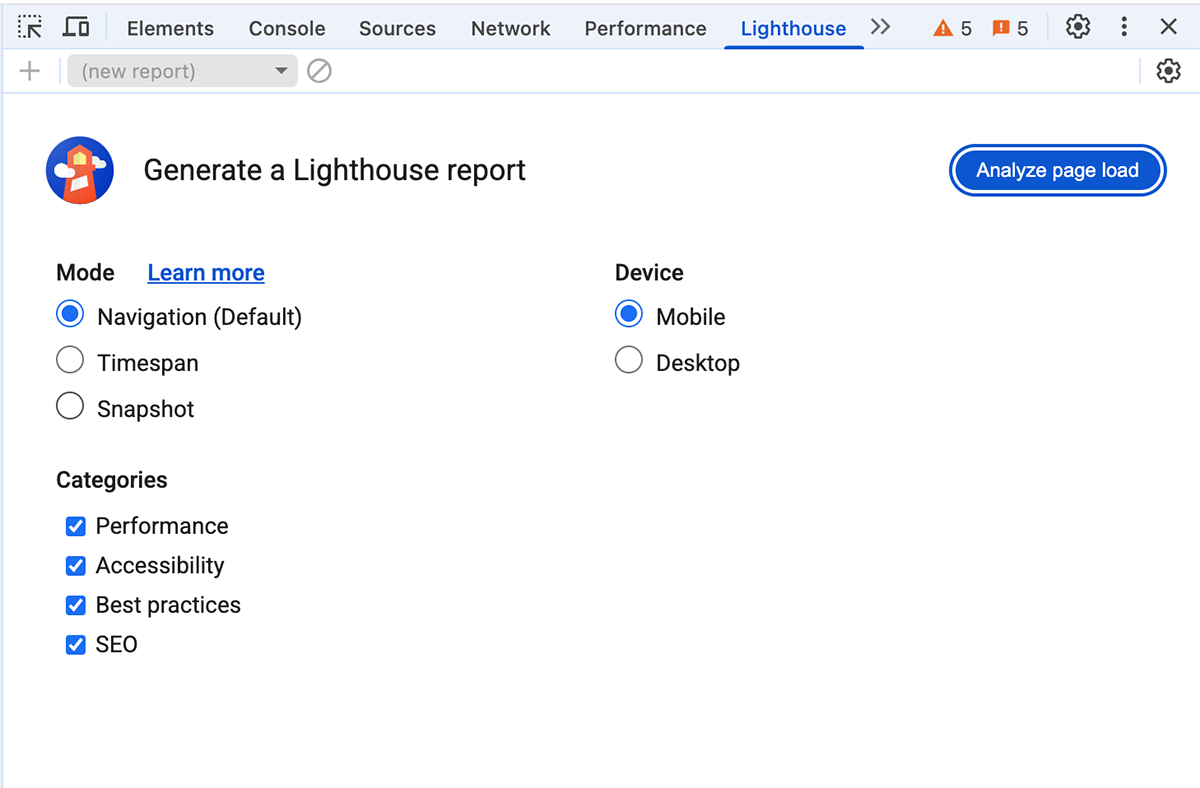 Elements Console Sources Network Performance Lighthouse 5 5
(new report)
Generate a Lighthouse report
Analyze page load
Mode Learn more
Navigation (Default)
Timespan
Snapshot
Device
Mobile
Desktop
Categories
Performance
Accessibility
Best practices
SEO